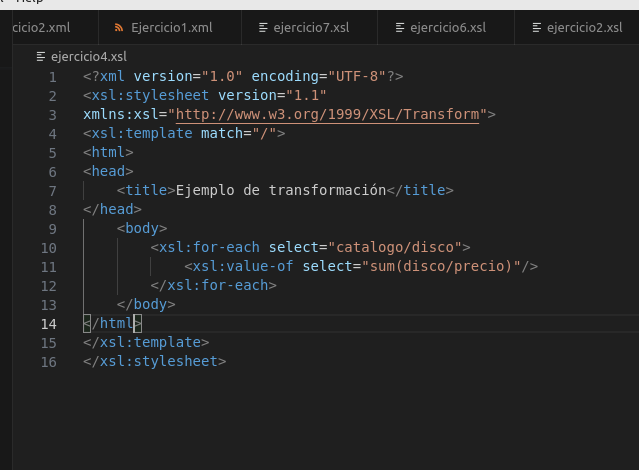 Help
cicio2.xml Ejercicio1.xml ejercicio7.xsl ejercicio6.xsl ejercicio2.xsl
ejercicio4.xsl
1 <?xml version="1.0" encoding="UTF-8"?>
2 <xsl:stylesheet version="1.1"
3 xmlns:xsl="http://www.w3.org/1999/XSL/Transform">
4 <xsl:template match="/">
5 <html>
6 <head>
7 <title>Ejemplo de transformación</title>
8 </head>
9 <body>
10 <xsl:for-each select="catalogo/disco">
11 <xsl:value-of select="sum(disco/precio)"/>
12 </xsl:for-each>
13 </body>
14 </html>
15 </xsl:template>
16 </xsl:stylesheet>